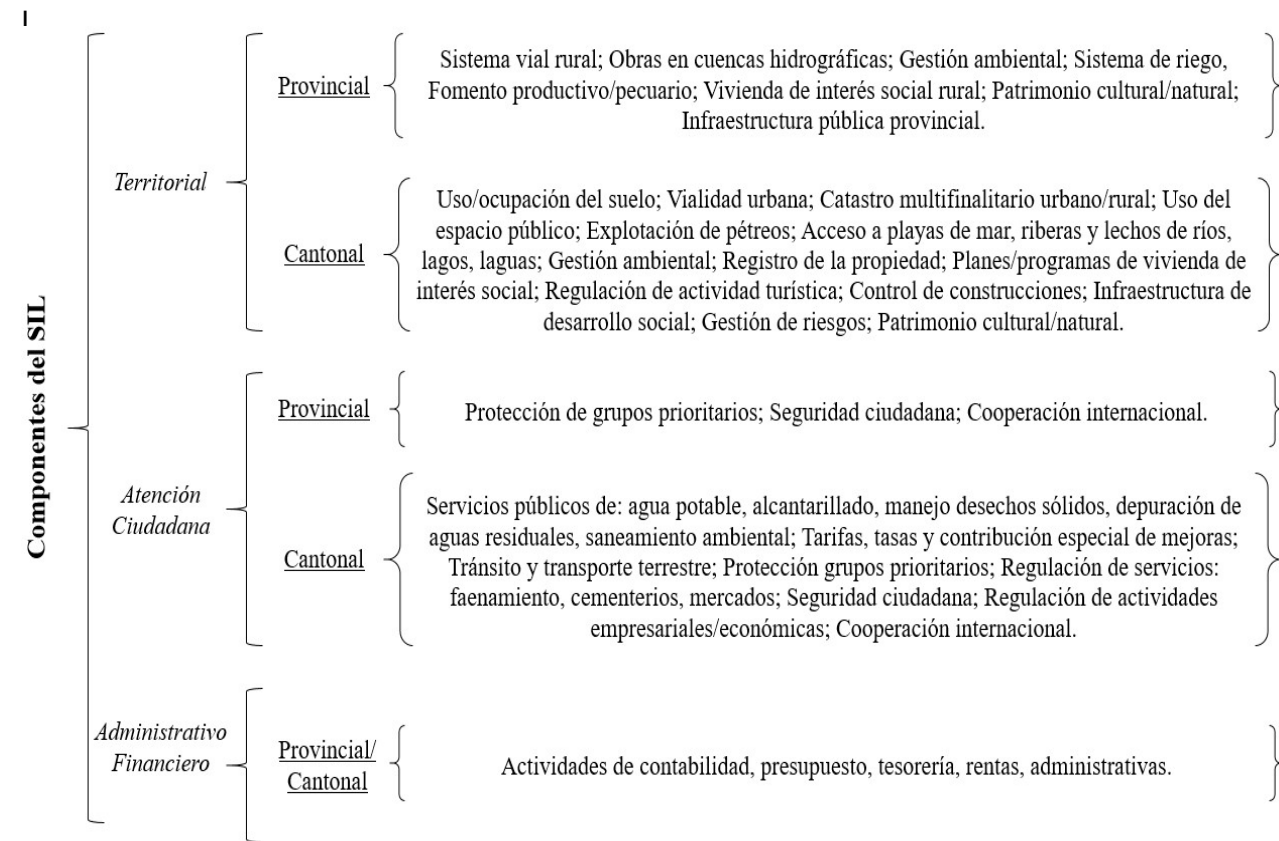 I
Componentes del SIL
Territorial
Provincial
Sistema vial rural; Obras en cuencas hidrográficas; Gestión ambiental; Sistema de riego,
Fomento productivo/pecuario; Vivienda de interés social rural; Patrimonio cultural/natural;
Infraestructura pública provincial.
Cantonal
Uso/ocupación del suelo; Vialidad urbana; Catastro multifinalitario urbano/rural; Uso del
espacio público; Explotación de pétreos; Acceso a playas de mar, riberas y lechos de ríos,
lagos, laguas; Gestión ambiental; Registro de la propiedad; Planes/programas de vivienda de
interés social; Regulación de actividad turística; Control de construcciones; Infraestructura de
desarrollo social; Gestión de riesgos; Patrimonio cultural/natural.
Atención
Ciudadana
Provincial
Protección de grupos prioritarios; Seguridad ciudadana; Cooperación internacional.
Cantonal
Servicios públicos de: agua potable, alcantarillado, manejo desechos sólidos, depuración de
aguas residuales, saneamiento ambiental; Tarifas, tasas y contribución especial de mejoras;
Tránsito y transporte terrestre; Protección grupos prioritarios; Regulación de servicios:
faenamiento, cementerios, mercados; Seguridad ciudadana; Regulación de actividades
empresariales/económicas; Cooperación internacional.
Administrativo
Financiero
Provincial/
Cantonal
Actividades de contabilidad, presupuesto, tesorería, rentas, administrativas.